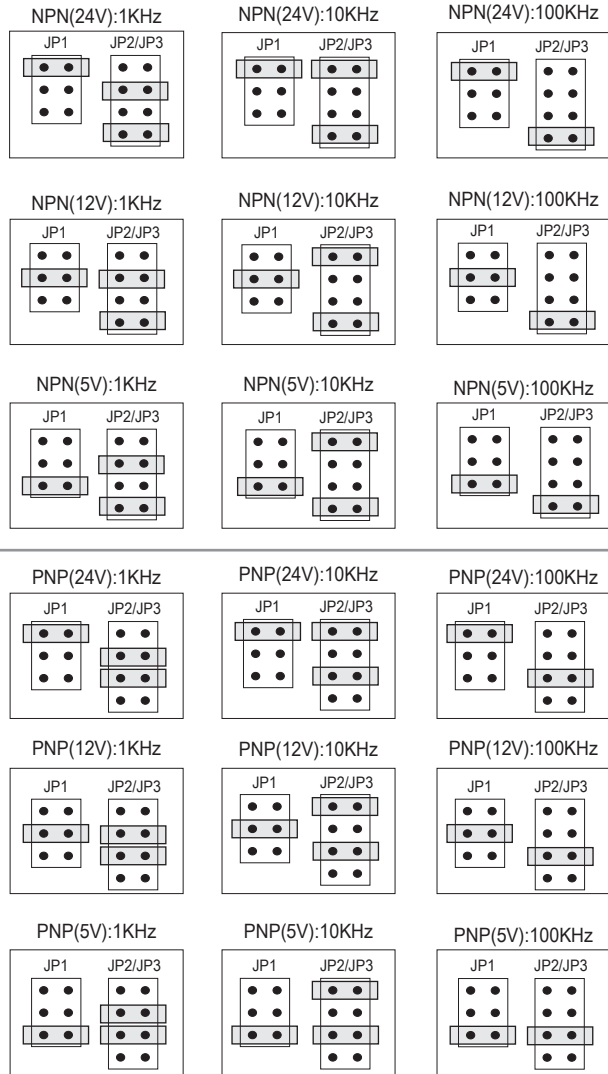 NPN(24V):1KHz NPN(24V):10KHz NPN(24V):100KHz
JP1 JP2/JP3 JP1 JP2/JP3 JP1 JP2/JP3
NPN(12V):1KHz NPN(12V):10KHz NPN(12V):100KHz
JP1 JP2/JP3 JP1 JP2/JP3 JP1 JP2/JP3
NPN(5V):1KHz NPN(5V):10KHz NPN(5V):100KHz
JP1 JP2/JP3 JP1 JP2/JP3 JP1 JP2/JP3
PNP(24V):1KHz PNP(24V):10KHz PNP(24V):100KHz
JP1 JP2/JP3 JP1 JP2/JP3 JP1 JP2/JP3
PNP(12V):1KHz PNP(12V):10KHz PNP(12V):100KHz
JP1 JP2/JP3 JP1 JP2/JP3 JP1 JP2/JP3
PNP(5V):1KHz PNP(5V):10KHz PNP(5V):100KHz
JP1 JP2/JP3 JP1 JP2/JP3 JP1 JP2/JP3